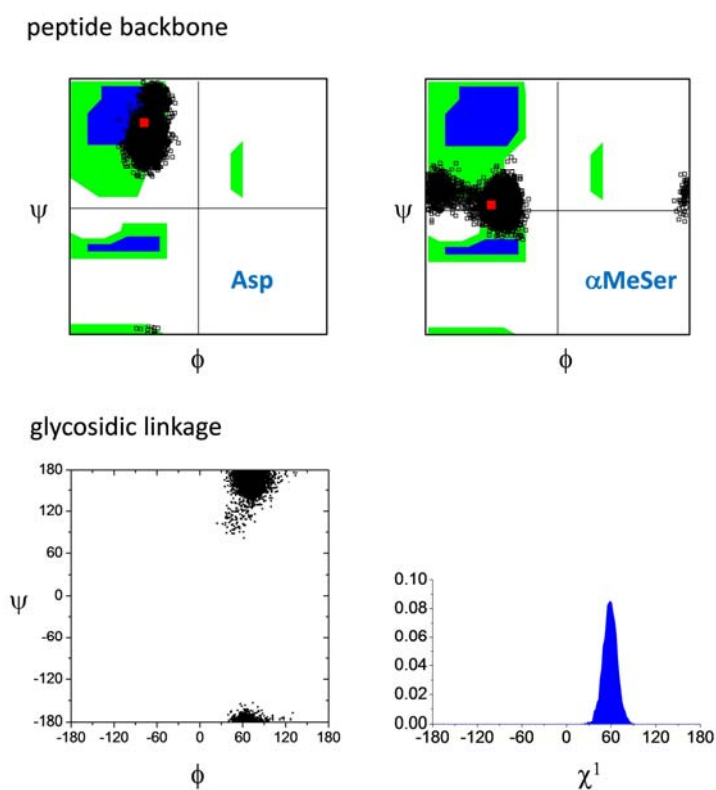 peptide backbone
ψ
Asp
ϕ
ψ
αMeSer
ϕ
glycosidic linkage
180
120
60
0
-60
-120
-180
ψ
-180 -120 -60 0 60 120 180
ϕ
0.10
0.08
0.06
0.04
0.02
0.00
-180 -120 -60 0 60 120 180
χ1